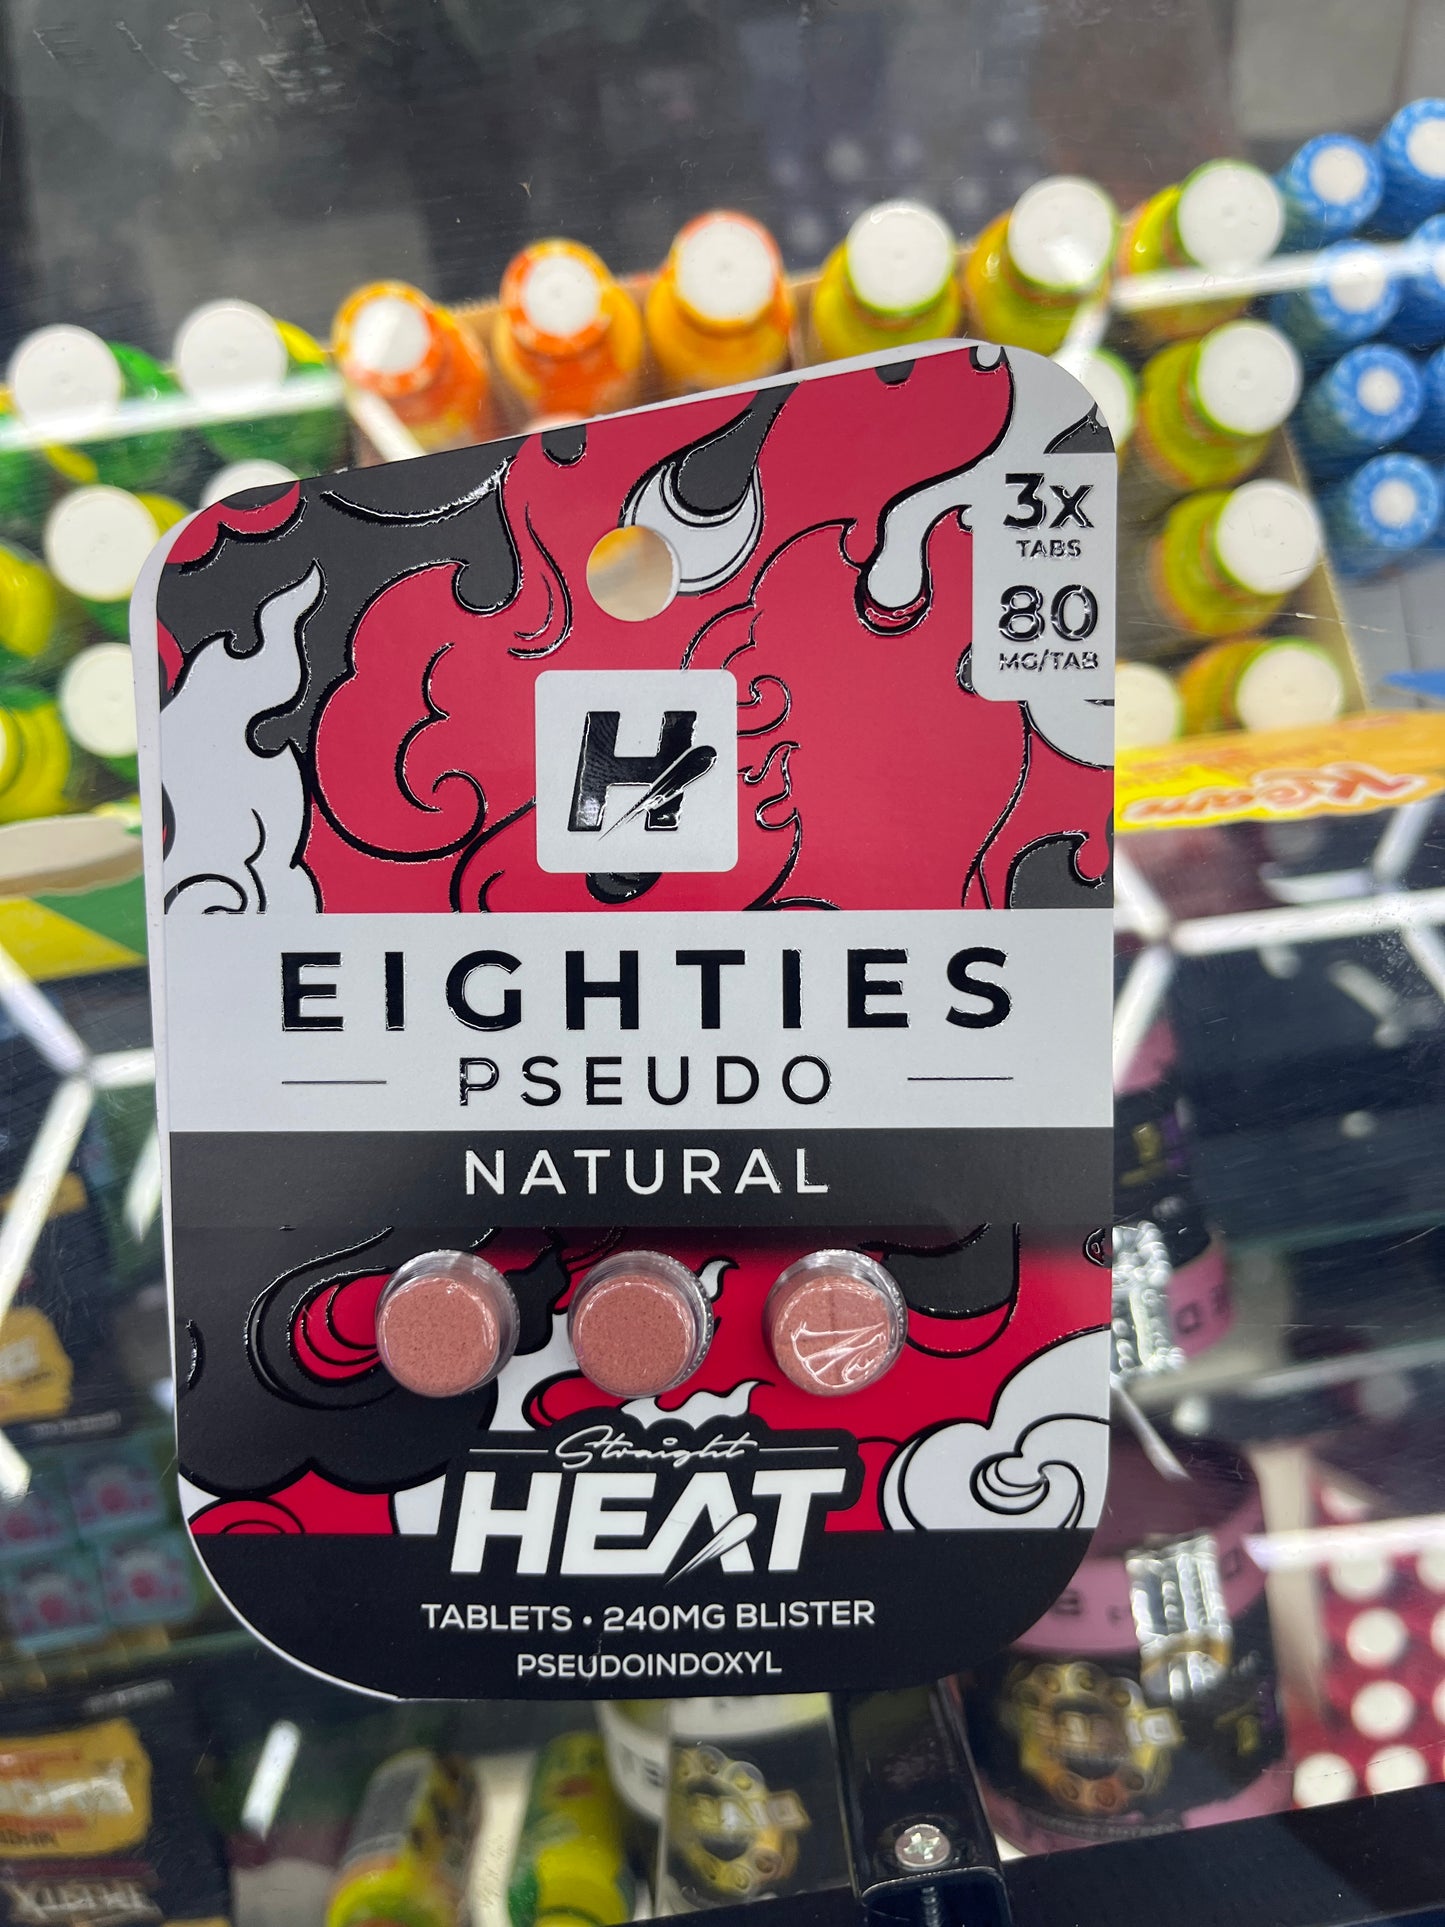 3x
TABS
80
MG/TAB
H
EIGHTIES
PSEUDO
NATURAL
Straight
HEAT
TABLETS • 240MG BLISTER
PSEUDOINDOXYL